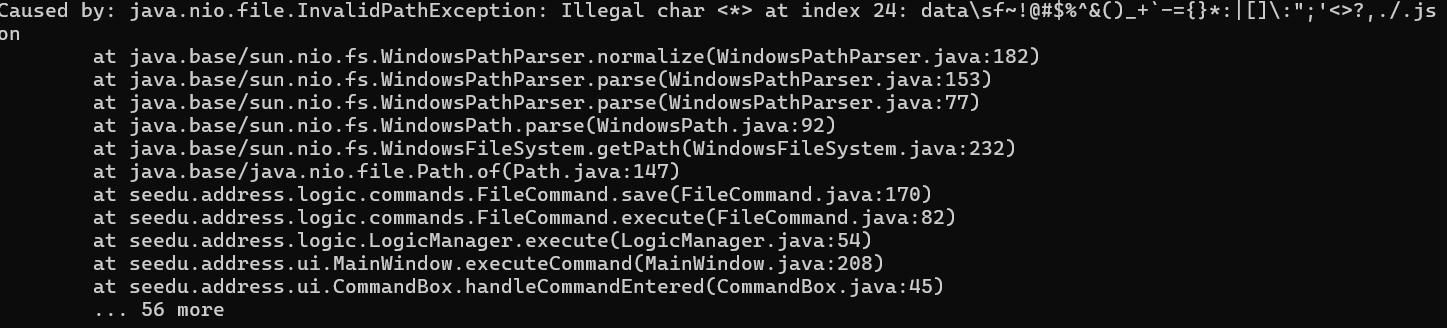 Caused by: java.nio.file.InvalidPathException: Illegal char <*> at index 24: data\sf~!@#$%^&()_+`-={}*:|[]\:";'<>?,./.js
on
at java.base/sun.nio.fs.WindowsPathParser.normalize(WindowsPathParser.java:182)
at java.base/sun.nio.fs.WindowsPathParser.parse(WindowsPathParser.java:153)
at java.base/sun.nio.fs.WindowsPathParser.parse(WindowsPathParser.java:77)
at java.base/sun.nio.fs.WindowsPath.parse(WindowsPath.java:92)
at java.base/sun.nio.fs.WindowsFileSystem.getPath(WindowsFileSystem.java:232)
at java.base/java.nio.file.Path.of(Path.java:147)
at seedu.address.logic.commands.FileCommand.save(FileCommand.java:170)
at seedu.address.logic.commands.FileCommand.execute(FileCommand.java:82)
at seedu.address.logic.LogicManager.execute(LogicManager.java:54)
at seedu.address.ui.MainWindow.executeCommand(MainWindow.java:208)
at seedu.address.ui.CommandBox.handleCommandEntered(CommandBox.java:45)
... 56 more